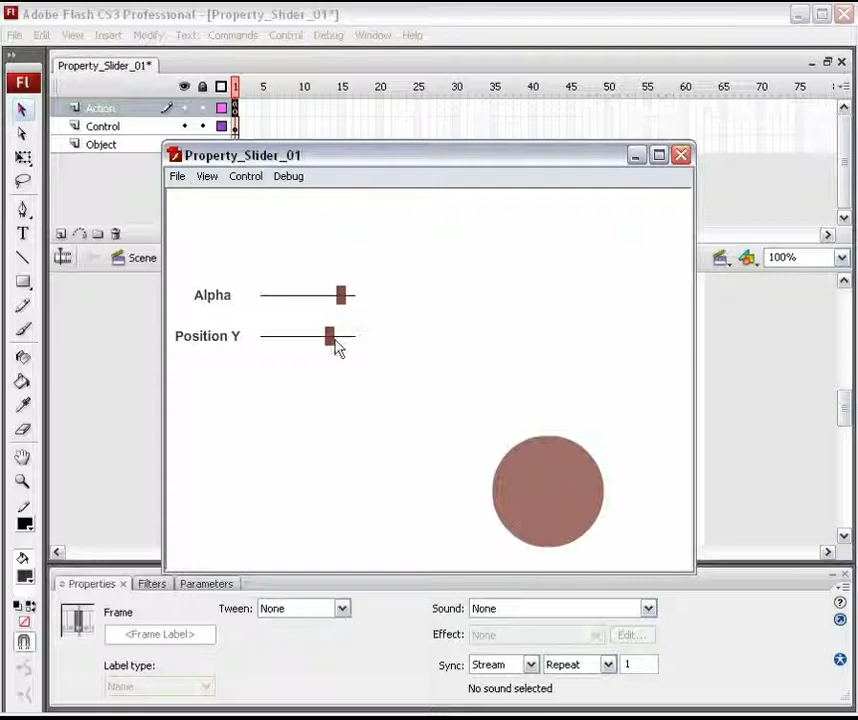 Adobe Flash CS3 Professional - [Property_Slider_01*]
File Edit View Insert Modify Text Commands Control Debug Window Help
Property_Slider_01*
Fl
1 5 10 15 20 25 30 35 40 45 50 55 60 65 70 75
Action
Control
Object
Property_Slider_01
File View Control Debug
Scene
100%
Alpha
Position Y
Properties Filters Parameters
Frame
<Frame Label>
Label type:
Name
Tween: None
Sound: None
Effect: None Edit...
Sync: Stream Repeat 1
No sound selected